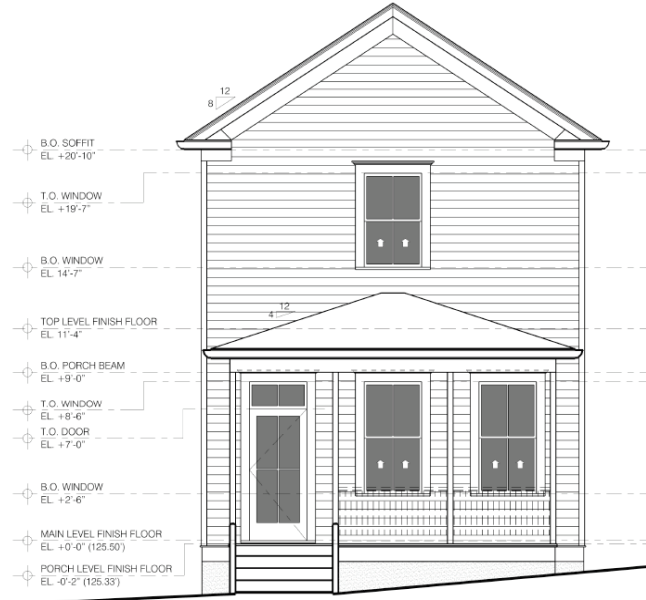 12
8
B.O. SOFFIT
EL. +20'-10"
T.O. WINDOW
EL. +19'-7"
B.O. WINDOW
EL. 14'-7"
12
4
TOP LEVEL FINISH FLOOR
EL. 11'-4"
B.O. PORCH BEAM
EL. +9'-0"
T.O. WINDOW
EL. +8'-6"
T.O. DOOR
EL. +7'-0"
B.O. WINDOW
EL. +2'-6"
MAIN LEVEL FINISH FLOOR
EL. +0'-0" (125.50')
PORCH LEVEL FINISH FLOOR
EL. -0'-2" (125.33')